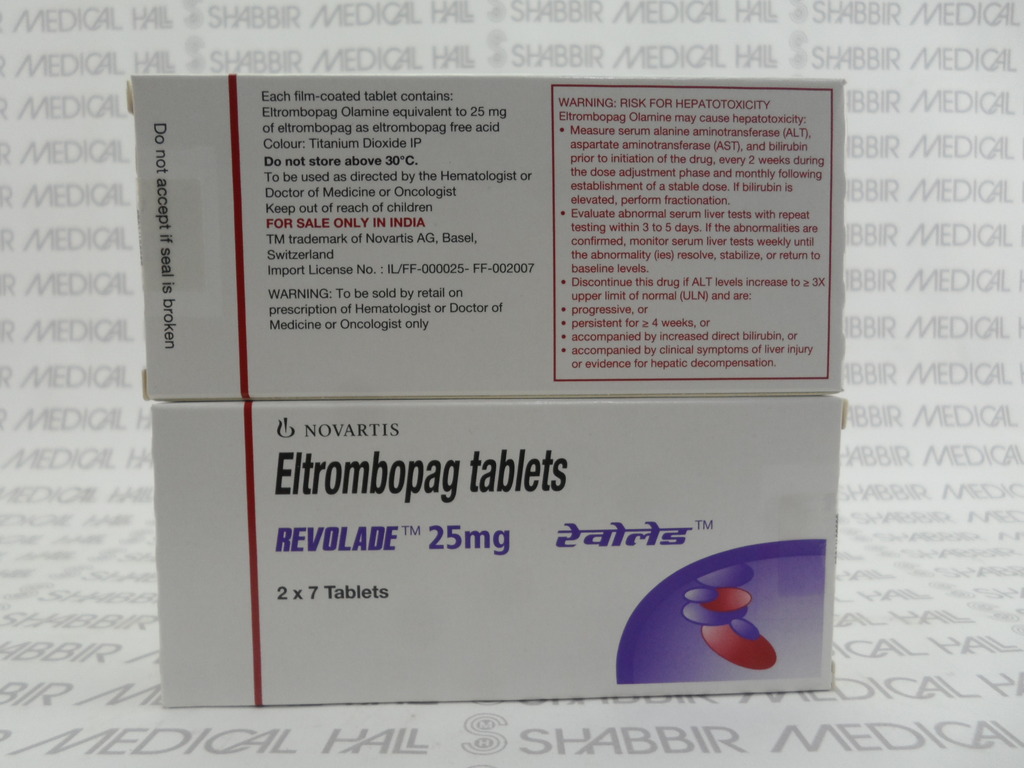 SHABBIR MEDICAL HALL
Do not accept if seal is broken
Each film-coated tablet contains:
Eltrombopag Olamine equivalent to 25 mg
of eltrombopag as eltrombopag free acid
Colour: Titanium Dioxide IP
Do not store above 30°C.
To be used as directed by the Hematologist or
Doctor of Medicine or Oncologist
Keep out of reach of children
FOR SALE ONLY IN INDIA
TM trademark of Novartis AG, Basel,
Switzerland
Import License No. : IL/FF-000025- FF-002007
WARNING: To be sold by retail on
prescription of Hematologist or Doctor of
Medicine or Oncologist only
WARNING: RISK FOR HEPATOTOXICITY
Eltrombopag Olamine may cause hepatotoxicity:
• Measure serum alanine aminotransferase (ALT),
aspartate aminotransferase (AST), and bilirubin
prior to initiation of the drug, every 2 weeks during
the dose adjustment phase and monthly following
establishment of a stable dose. If bilirubin is
elevated, perform fractionation.
• Evaluate abnormal serum liver tests with repeat
testing within 3 to 5 days. If the abnormalities are
confirmed, monitor serum liver tests weekly until
the abnormality (ies) resolve, stabilize, or return to
baseline levels.
• Discontinue this drug if ALT levels increase to ≥ 3X
upper limit of normal (ULN) and are:
• progressive, or
• persistent for ≥ 4 weeks, or
• accompanied by increased direct bilirubin, or
• accompanied by clinical symptoms of liver injury
or evidence for hepatic decompensation.
NOVARTIS
Eltrombopag tablets
REVOLADE™ 25mg रेवोलेड™
2 x 7 Tablets
SHABBIR MEDICAL HALL